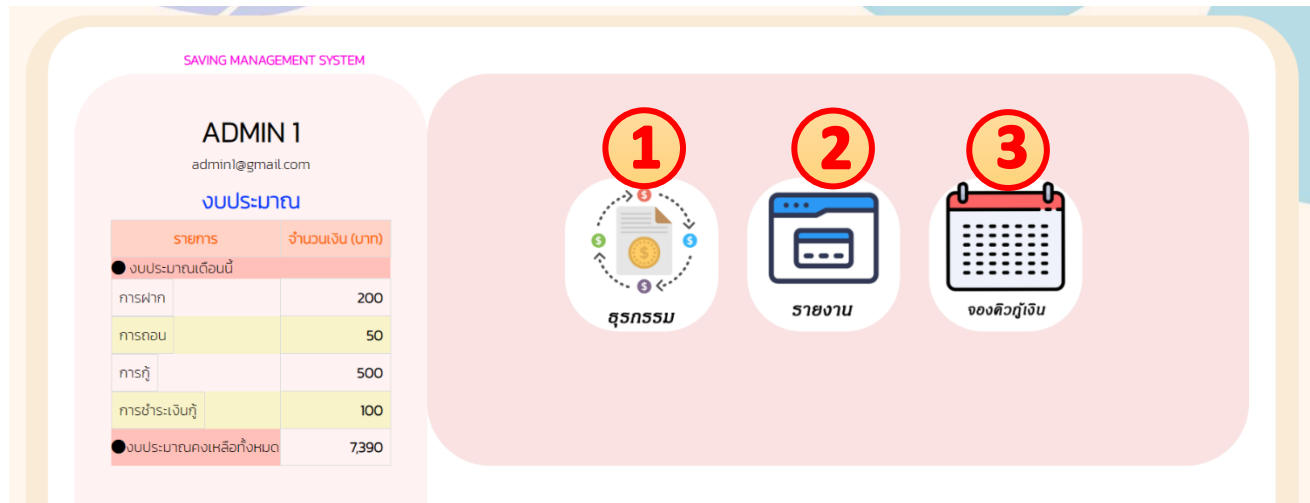 SAVING MANAGEMENT SYSTEM
ADMIN 1
admin1@gmail.com
งบประมาณ
รายการ จำนวนเงิน (บาท)
งบประมาณเดือนนี้
การฝาก 200
การถอน 50
การกู้ 500
การชำระเงินกู้ 100
งบประมาณคงเหลือทั้งหมด 7,390
1 2 3
ธุรกรรม รายงาน จองคิวกู้เงิน